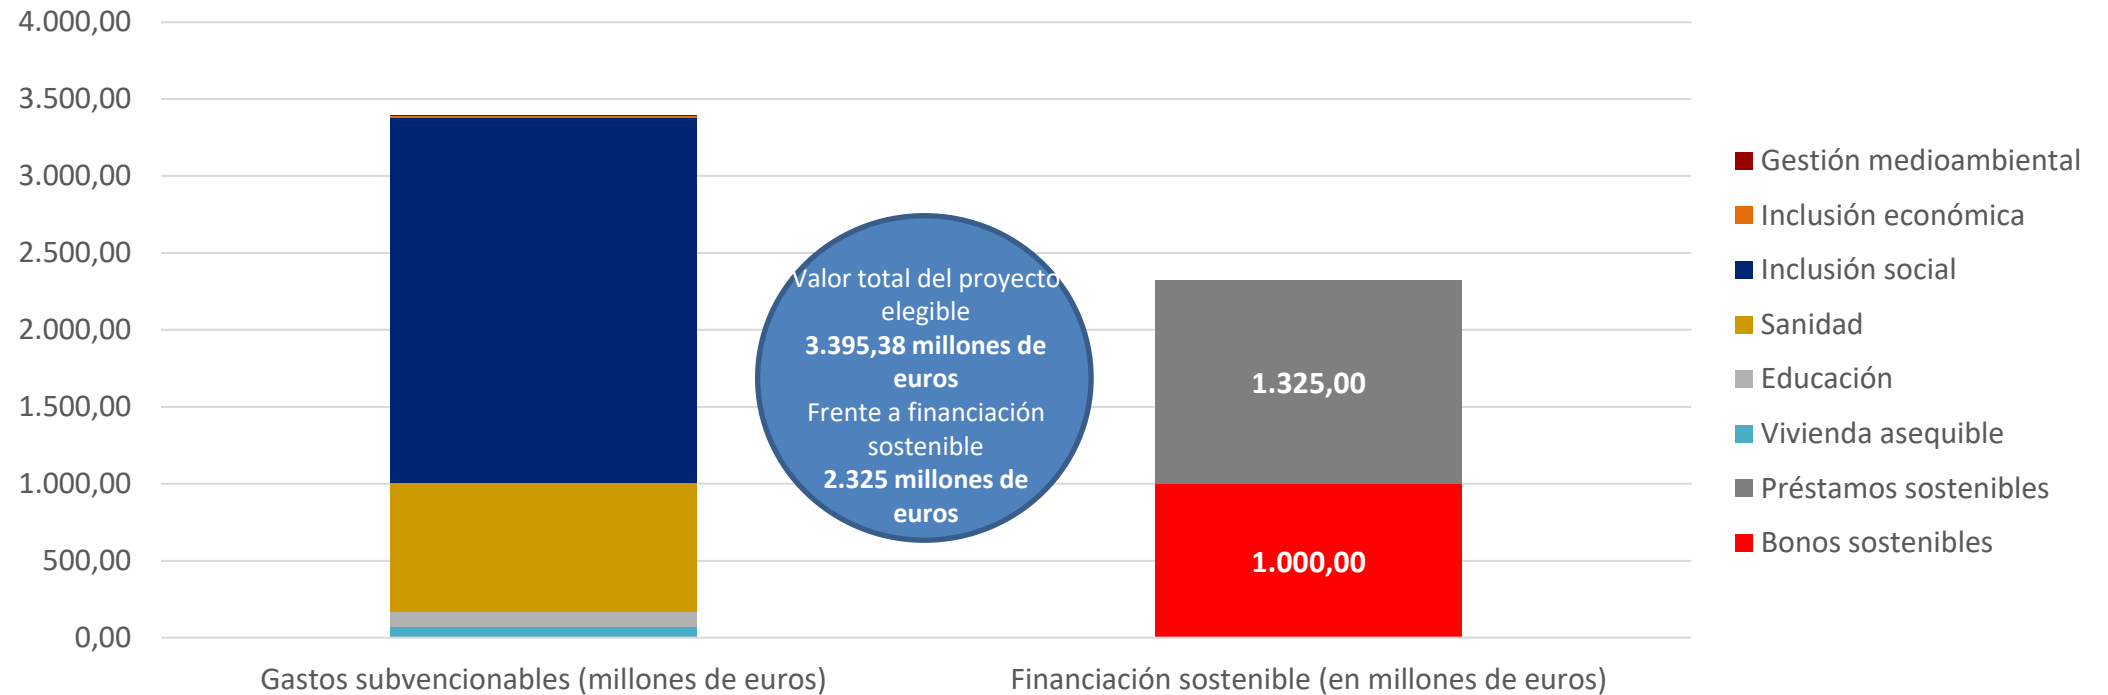 4.000,00
3.500,00
3.000,00
2.500,00
2.000,00
1.500,00
1.000,00
500,00
0,00
Valor total del proyecto
elegible
3.395,38 millones de
euros
Frente a financiación
sostenible
2.325 millones de
euros
1.325,00
1.000,00
Gastos subvencionables (millones de euros)
Financiación sostenible (en millones de euros)
Gestión medioambiental
Inclusión económica
Inclusión social
Sanidad
Educación
Vivienda asequible
Préstamos sostenibles
Bonos sostenibles